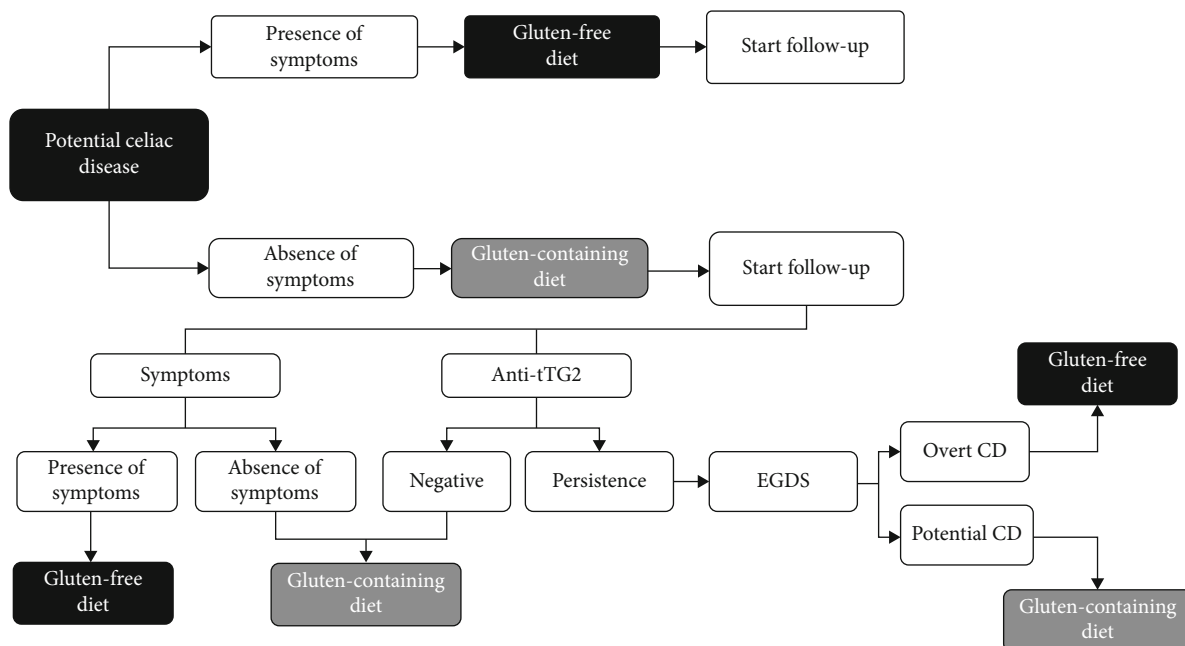 Presence of
symptoms
Gluten-free
diet
Start follow-up
Potential celiac
disease
Absence of
symptoms
Gluten-containing
diet
Start follow-up
Symptoms
Anti-tTG2
Gluten-free
diet
Presence of
symptoms
Absence of
symptoms
Negative
Persistence
EGDS
Overt CD
Potential CD
Gluten-free
diet
Gluten-containing
diet
Gluten-containing
diet